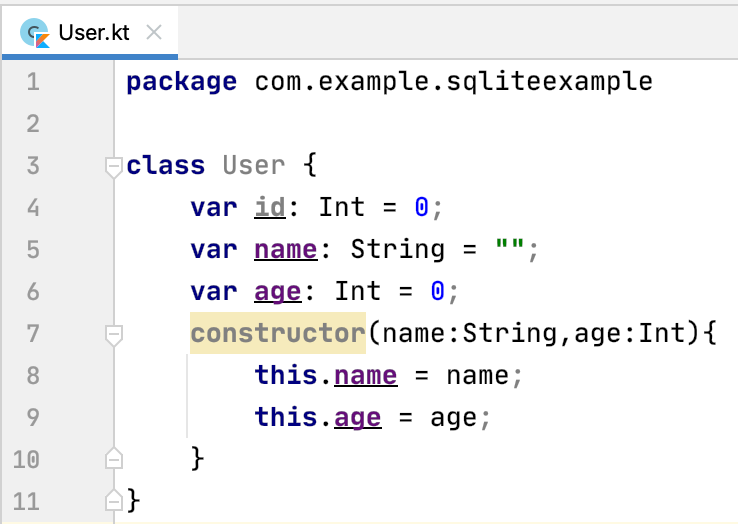 User.kt
1 package com.example.sqliteexample
2
3 class User {
4     var id: Int = 0;
5     var name: String = "";
6     var age: Int = 0;
7     constructor(name:String,age:Int){
8         this.name = name;
9         this.age = age;
10     }
11 }